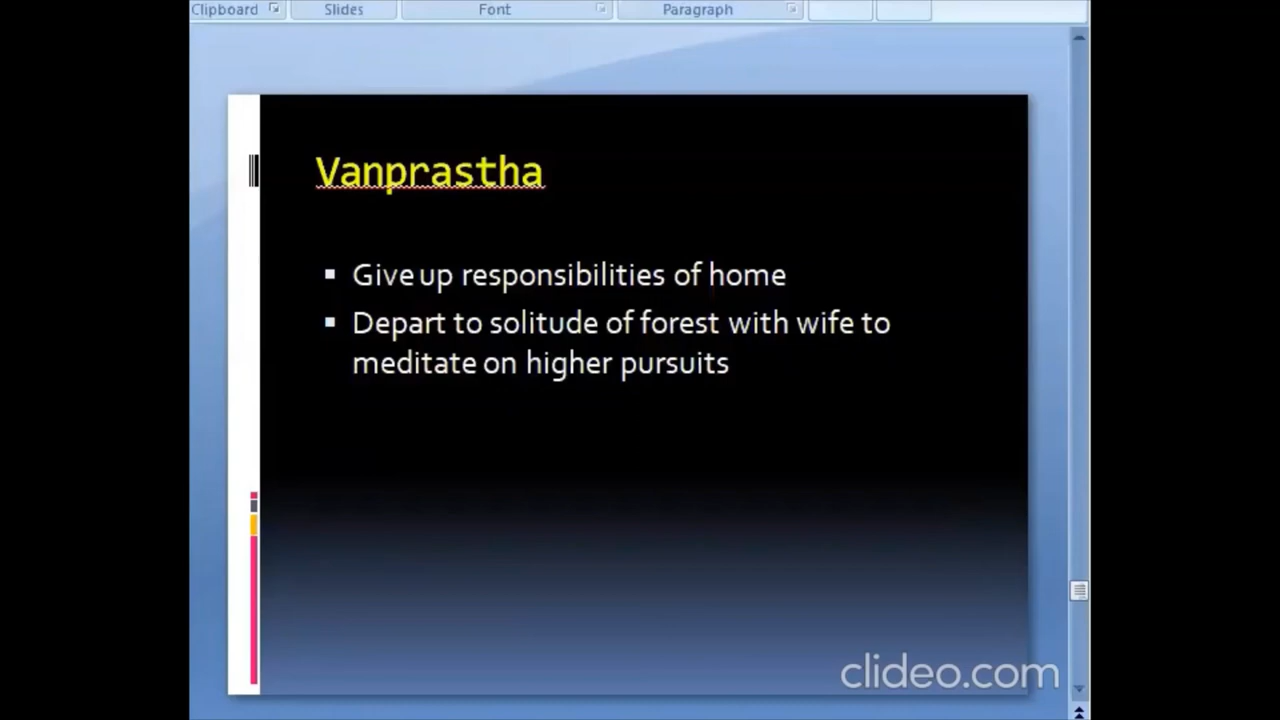 Clipboard Slides Font Paragraph
Vanprastha
Give up responsibilities of home
Depart to solitude of forest with wife to
meditate on higher pursuits
clideo.com